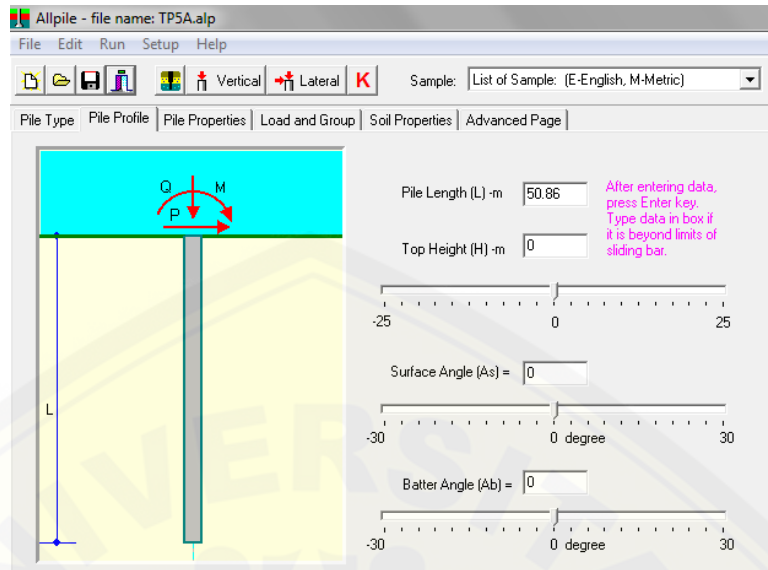 Allpile - file name: TP5A.alp
File Edit Run Setup Help
Vertical Lateral K Sample: List of Sample: (E-English, M-Metric)
Pile Type Pile Profile Pile Properties Load and Group Soil Properties Advanced Page
Q M
P
L
Pile Length (L) -m 50.86
After entering data,
press Enter key.
Type data in box if
it is beyond limits of
sliding bar.
Top Height (H) -m 0
-25 0 25
Surface Angle (As) = 0
-30 0 degree 30
Batter Angle (Ab) = 0
-30 0 degree 30